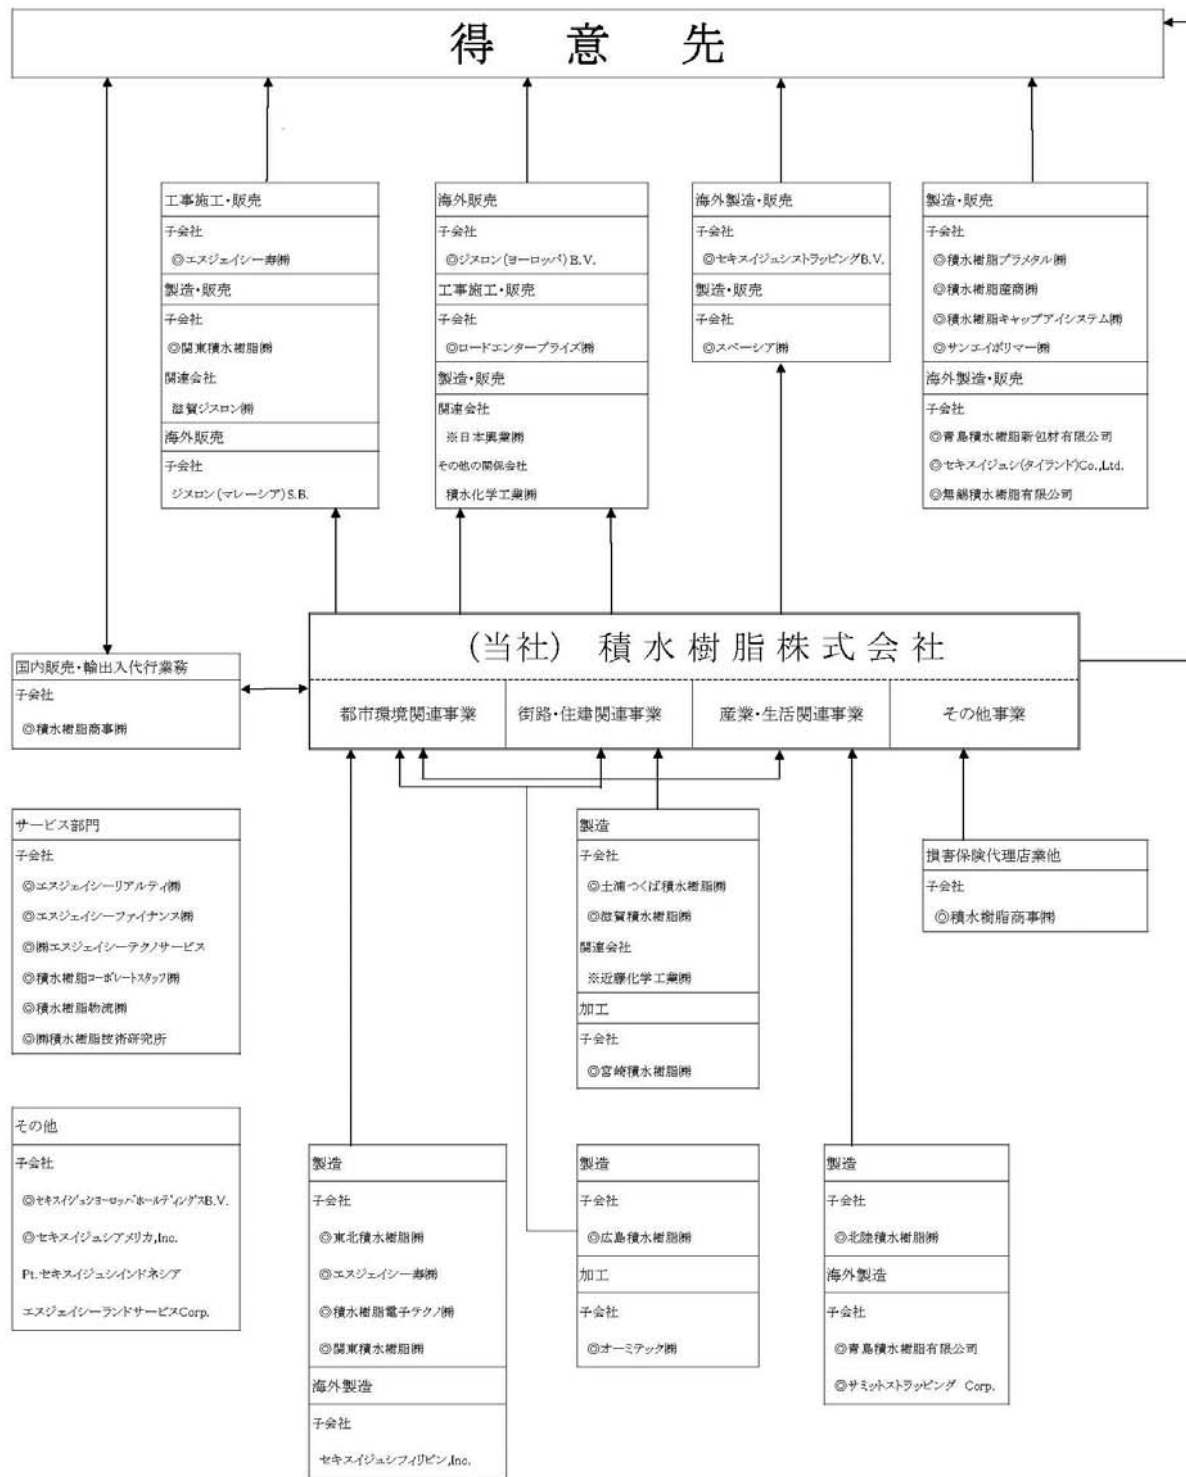 得意先
工事施工・販売
子会社
◎エスジェイシー寿㈱
製造・販売
子会社
◎関東積水樹脂㈱
関連会社
滋賀ジスロン㈱
海外販売
子会社
ジスロン(マレーシア)S.B.
海外販売
子会社
◎ジスロン(ヨーロッパ)B.V.
工事施工・販売
子会社
◎ロードエンタープライズ㈱
製造・販売
関連会社
※日本興業㈱
その他の関係会社
積水化学工業㈱
海外製造・販売
子会社
◎セキスイジュシストラッピングB.V.
製造・販売
子会社
◎スペーシア㈱
製造・販売
子会社
◎積水樹脂プラメタル㈱
◎積水樹脂産商㈱
◎積水樹脂キャップアイシステム㈱
◎サンエイポリマー㈱
海外製造・販売
子会社
◎青島積水樹脂新包材有限公司
◎セキスイジュシ(タイランド)Co.,Ltd.
◎無錫積水樹脂有限公司
(当社) 積水樹脂株式会社
都市環境関連事業
街路・住建関連事業
産業・生活関連事業
その他事業
国内販売・輸出入代行業務
子会社
◎積水樹脂商事㈱
サービス部門
子会社
◎エスジェイシーリアルティ㈱
◎エスジェイシーファイナンス㈱
◎㈱エスジェイシーテクノサービス
◎積水樹脂コーポレートスタッフ㈱
◎積水樹脂物流㈱
◎㈱積水樹脂技術研究所
製造
子会社
◎土浦つくば積水樹脂㈱
◎滋賀積水樹脂㈱
関連会社
※近藤化学工業㈱
加工
子会社
◎宮崎積水樹脂㈱
損害保険代理店業他
子会社
◎積水樹脂商事㈱
その他
子会社
◎セキスイジュシヨーロッパホールディングスB.V.
◎セキスイジュシアメリカ,Inc.
Pt.セキスイジュシインドネシア
エスジェイシーランドサービスCorp.
製造
子会社
◎東北積水樹脂㈱
◎エスジェイシー寿㈱
◎積水樹脂電子テクノ㈱
◎関東積水樹脂㈱
海外製造
子会社
セキスイジュシフィリピン,Inc.
製造
子会社
◎広島積水樹脂㈱
加工
子会社
◎オーミテック㈱
製造
子会社
◎北陸積水樹脂㈱
海外製造
子会社
◎青島積水樹脂有限公司
◎サミットストラッピング Corp.